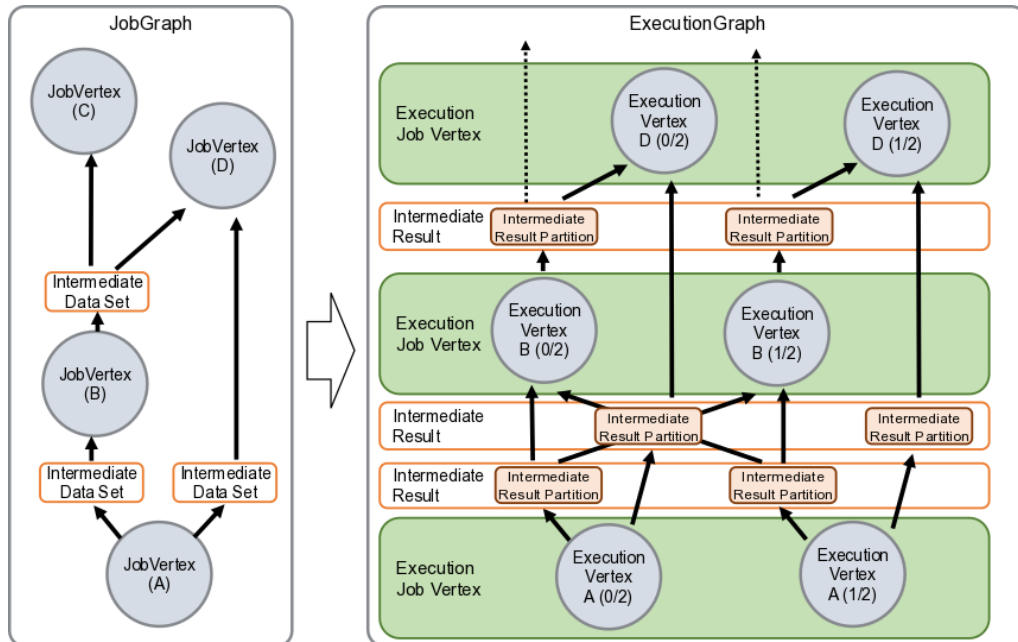 JobGraph
JobVertex
(C)
JobVertex
(D)
Intermediate
Data Set
JobVertex
(B)
Intermediate
Data Set
Intermediate
Data Set
JobVertex
(A)
ExecutionGraph
Execution
Job Vertex
Execution
Vertex
D (0/2)
Execution
Vertex
D (1/2)
Intermediate
Result
Intermediate
Result Partition
Intermediate
Result Partition
Execution
Job Vertex
Execution
Vertex
B (0/2)
Execution
Vertex
B (1/2)
Intermediate
Result
Intermediate
Result Partition
Intermediate
Result Partition
Intermediate
Result
Intermediate
Result Partition
Intermediate
Result Partition
Execution
Job Vertex
Execution
Vertex
A (0/2)
Execution
Vertex
A (1/2)